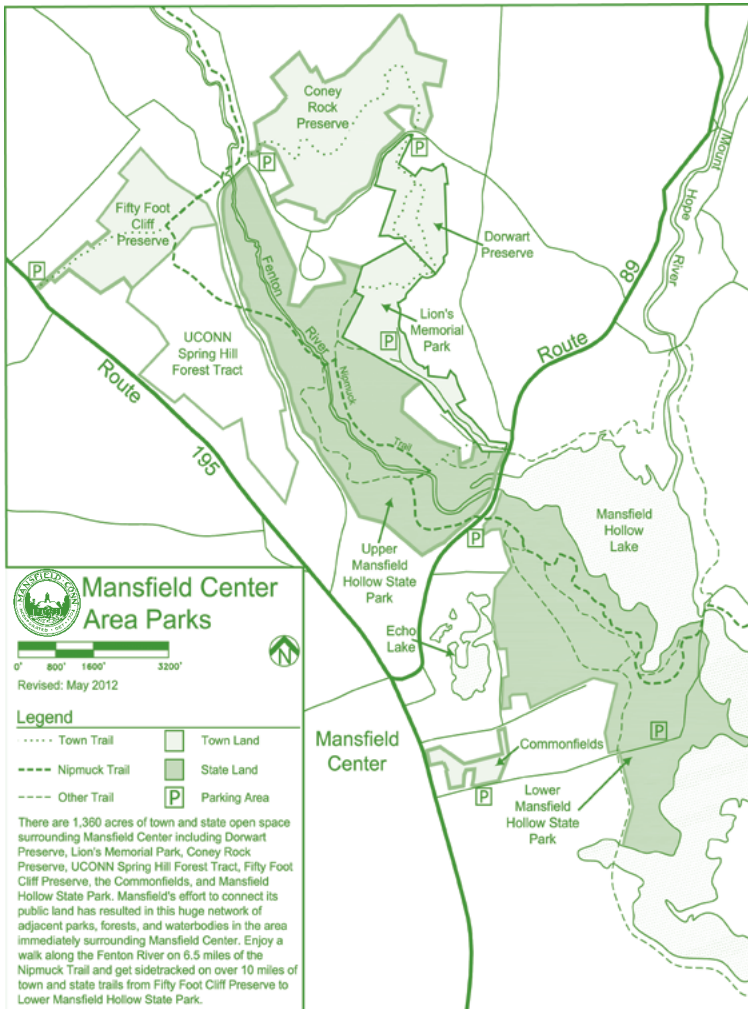 Coney
Rock
Preserve
P
P
Mount
Hope
River
Fifty Foot
Cliff
Preserve
P
Fenton
River
Dorwart
Preserve
89
Route
Lion's
Memorial
Park
P
UCONN
Spring Hill
Forest Tract
Nipmuck
Trail
Route
195
Mansfield
Hollow
Lake
P
Upper
Mansfield
Hollow State
Park
Echo
Lake
MANSFIELD, CONN
Mansfield Center
Area Parks
0' 800' 1600' 3200'
N
Revised: May 2012
Legend
Town Trail Town Land
Nipmuck Trail State Land
Other Trail P Parking Area
Mansfield
Center
Commonfields
P
P
Lower
Mansfield
Hollow State
Park
There are 1,360 acres of town and state open space
surrounding Mansfield Center including Dorwart
Preserve, Lion's Memorial Park, Coney Rock
Preserve, UCONN Spring Hill Forest Tract, Fifty Foot
Cliff Preserve, the Commonfields, and Mansfield
Hollow State Park. Mansfield's effort to connect its
public land has resulted in this huge network of
adjacent parks, forests, and waterbodies in the area
immediately surrounding Mansfield Center. Enjoy a
walk along the Fenton River on 6.5 miles of the
Nipmuck Trail and get sidetracked on over 10 miles of
town and state trails from Fifty Foot Cliff Preserve to
Lower Mansfield Hollow State Park.